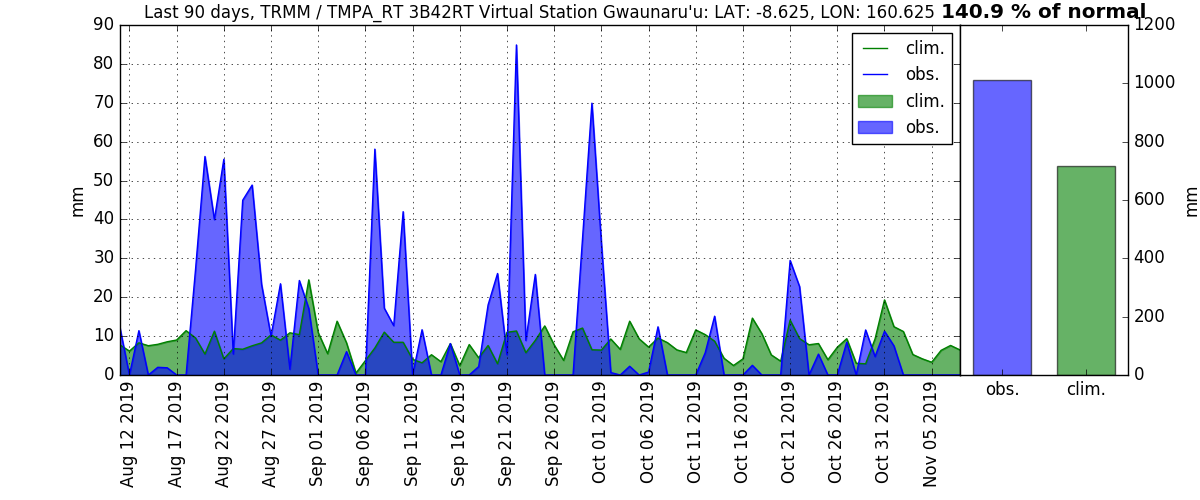 Last 90 days, TRMM / TMPA_RT 3B42RT Virtual Station Gwaunaru'u: LAT: -8.625, LON: 160.625 140.9 % of normal
90
80
70
60
50
40
30
20
10
0
mm
clim.
obs.
clim.
obs.
Aug 12 2019
Aug 17 2019
Aug 22 2019
Aug 27 2019
Sep 01 2019
Sep 06 2019
Sep 11 2019
Sep 16 2019
Sep 21 2019
Sep 26 2019
Oct 01 2019
Oct 06 2019
Oct 11 2019
Oct 16 2019
Oct 21 2019
Oct 26 2019
Oct 31 2019
Nov 05 2019
1200
1000
800
600
400
200
0
mm
obs.
clim.